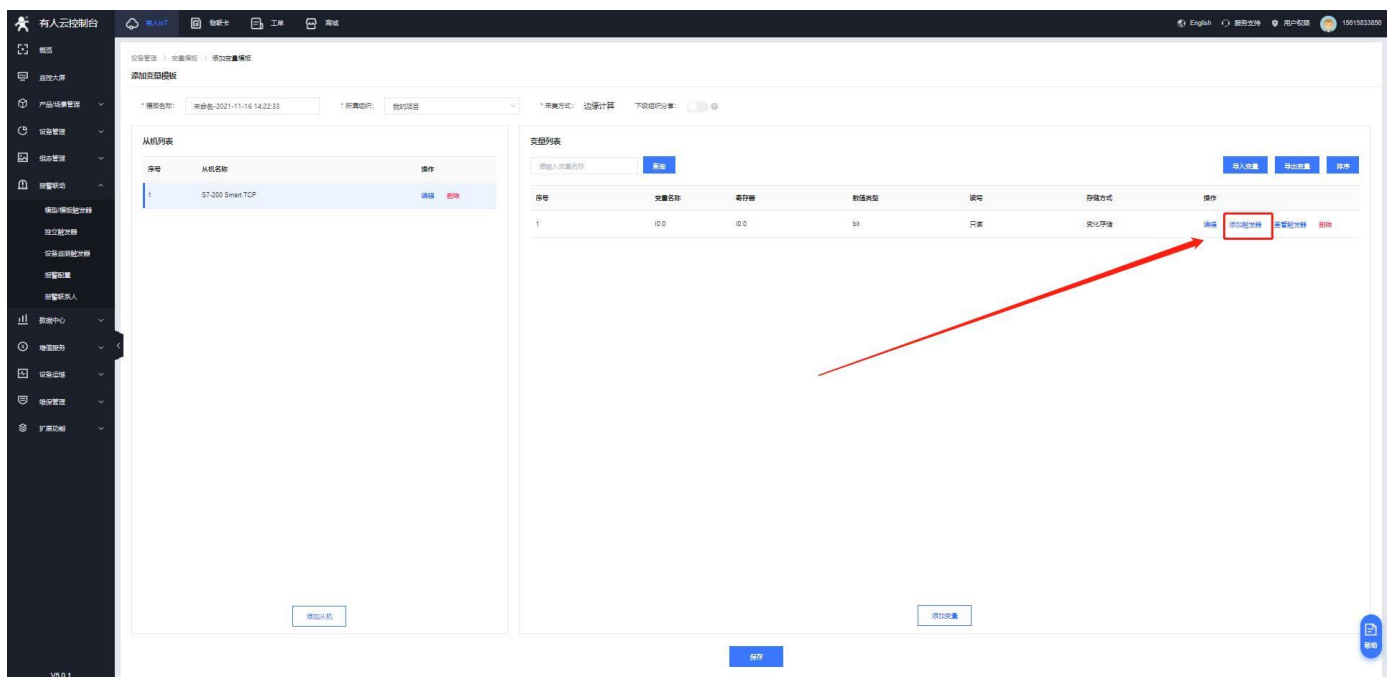 有人云控制台
有人IoT 物联卡 工单 商城
English 服务支持 用户权限 15015833850
概览
监控大屏
产品/场景管理
设备管理
组态管理
报警联动
模型/模板触发器
独立触发器
设备监测触发器
报警配置
报警联系人
数据中心
增值服务
设备运维
维保管理
扩展功能
V5.0.1
设备管理 > 变量模板 > 添加变量模板
添加变量模板
* 模板名称: 未命名-2021-11-16 14:22:33 * 所属组织: 我的项目 * 采集方式: 边缘计算 下级组织分享:
从机列表
序号 从机名称 操作
1 S7-200 Smart TCP 编辑 删除
添加从机
变量列表
请输入变量名称 查询 导入变量 导出变量 排序
序号 变量名称 寄存器 数值类型 读写 存储方式 操作
1 I0.0 I0.0 bit 只读 变化存储 编辑 添加触发器 查看触发器 删除
添加变量
保存
帮助